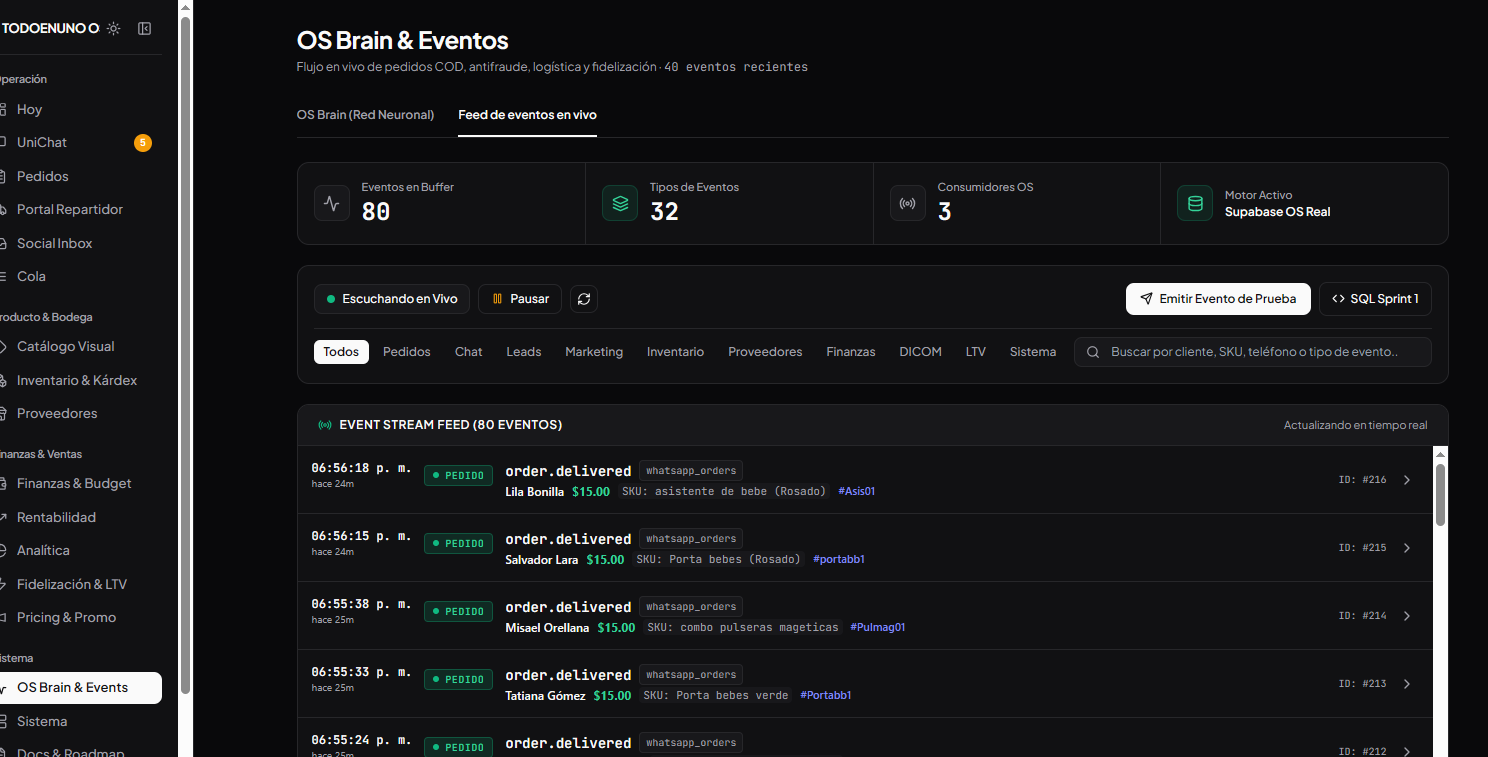 TODOENUNO O
peración
Hoy
UniChat 5
Pedidos
Portal Repartidor
Social Inbox
Cola
roducto & Bodega
Catálogo Visual
Inventario & Kárdex
Proveedores
inanzas & Ventas
Finanzas & Budget
Rentabilidad
Analítica
Fidelización & LTV
Pricing & Promo
istema
OS Brain & Events
Sistema
Docs & Roadmap
OS Brain & Eventos
Flujo en vivo de pedidos COD, antifraude, logística y fidelización · 40 eventos recientes
OS Brain (Red Neuronal) Feed de eventos en vivo
Eventos en Buffer
80
Tipos de Eventos
32
Consumidores OS
3
Motor Activo
Supabase OS Real
Escuchando en Vivo Pausar Emitir Evento de Prueba SQL Sprint 1
Todos Pedidos Chat Leads Marketing Inventario Proveedores Finanzas DICOM LTV Sistema Buscar por cliente, SKU, teléfono o tipo de evento..
EVENT STREAM FEED (80 EVENTOS) Actualizando en tiempo real
06:56:18 p. m. PEDIDO order.delivered whatsapp_orders ID: #216
hace 24m Lila Bonilla $15.00 SKU: asistente de bebe (Rosado) #Asis01
06:56:15 p. m. PEDIDO order.delivered whatsapp_orders ID: #215
hace 24m Salvador Lara $15.00 SKU: Porta bebes (Rosado) #portabb1
06:55:38 p. m. PEDIDO order.delivered whatsapp_orders ID: #214
hace 25m Misael Orellana $15.00 SKU: combo pulseras mageticas #Pulmag01
06:55:33 p. m. PEDIDO order.delivered whatsapp_orders ID: #213
hace 25m Tatiana Gómez $15.00 SKU: Porta bebes verde #Portabb1
06:55:24 p. m. PEDIDO order.delivered whatsapp_orders ID: #212
hace 25m